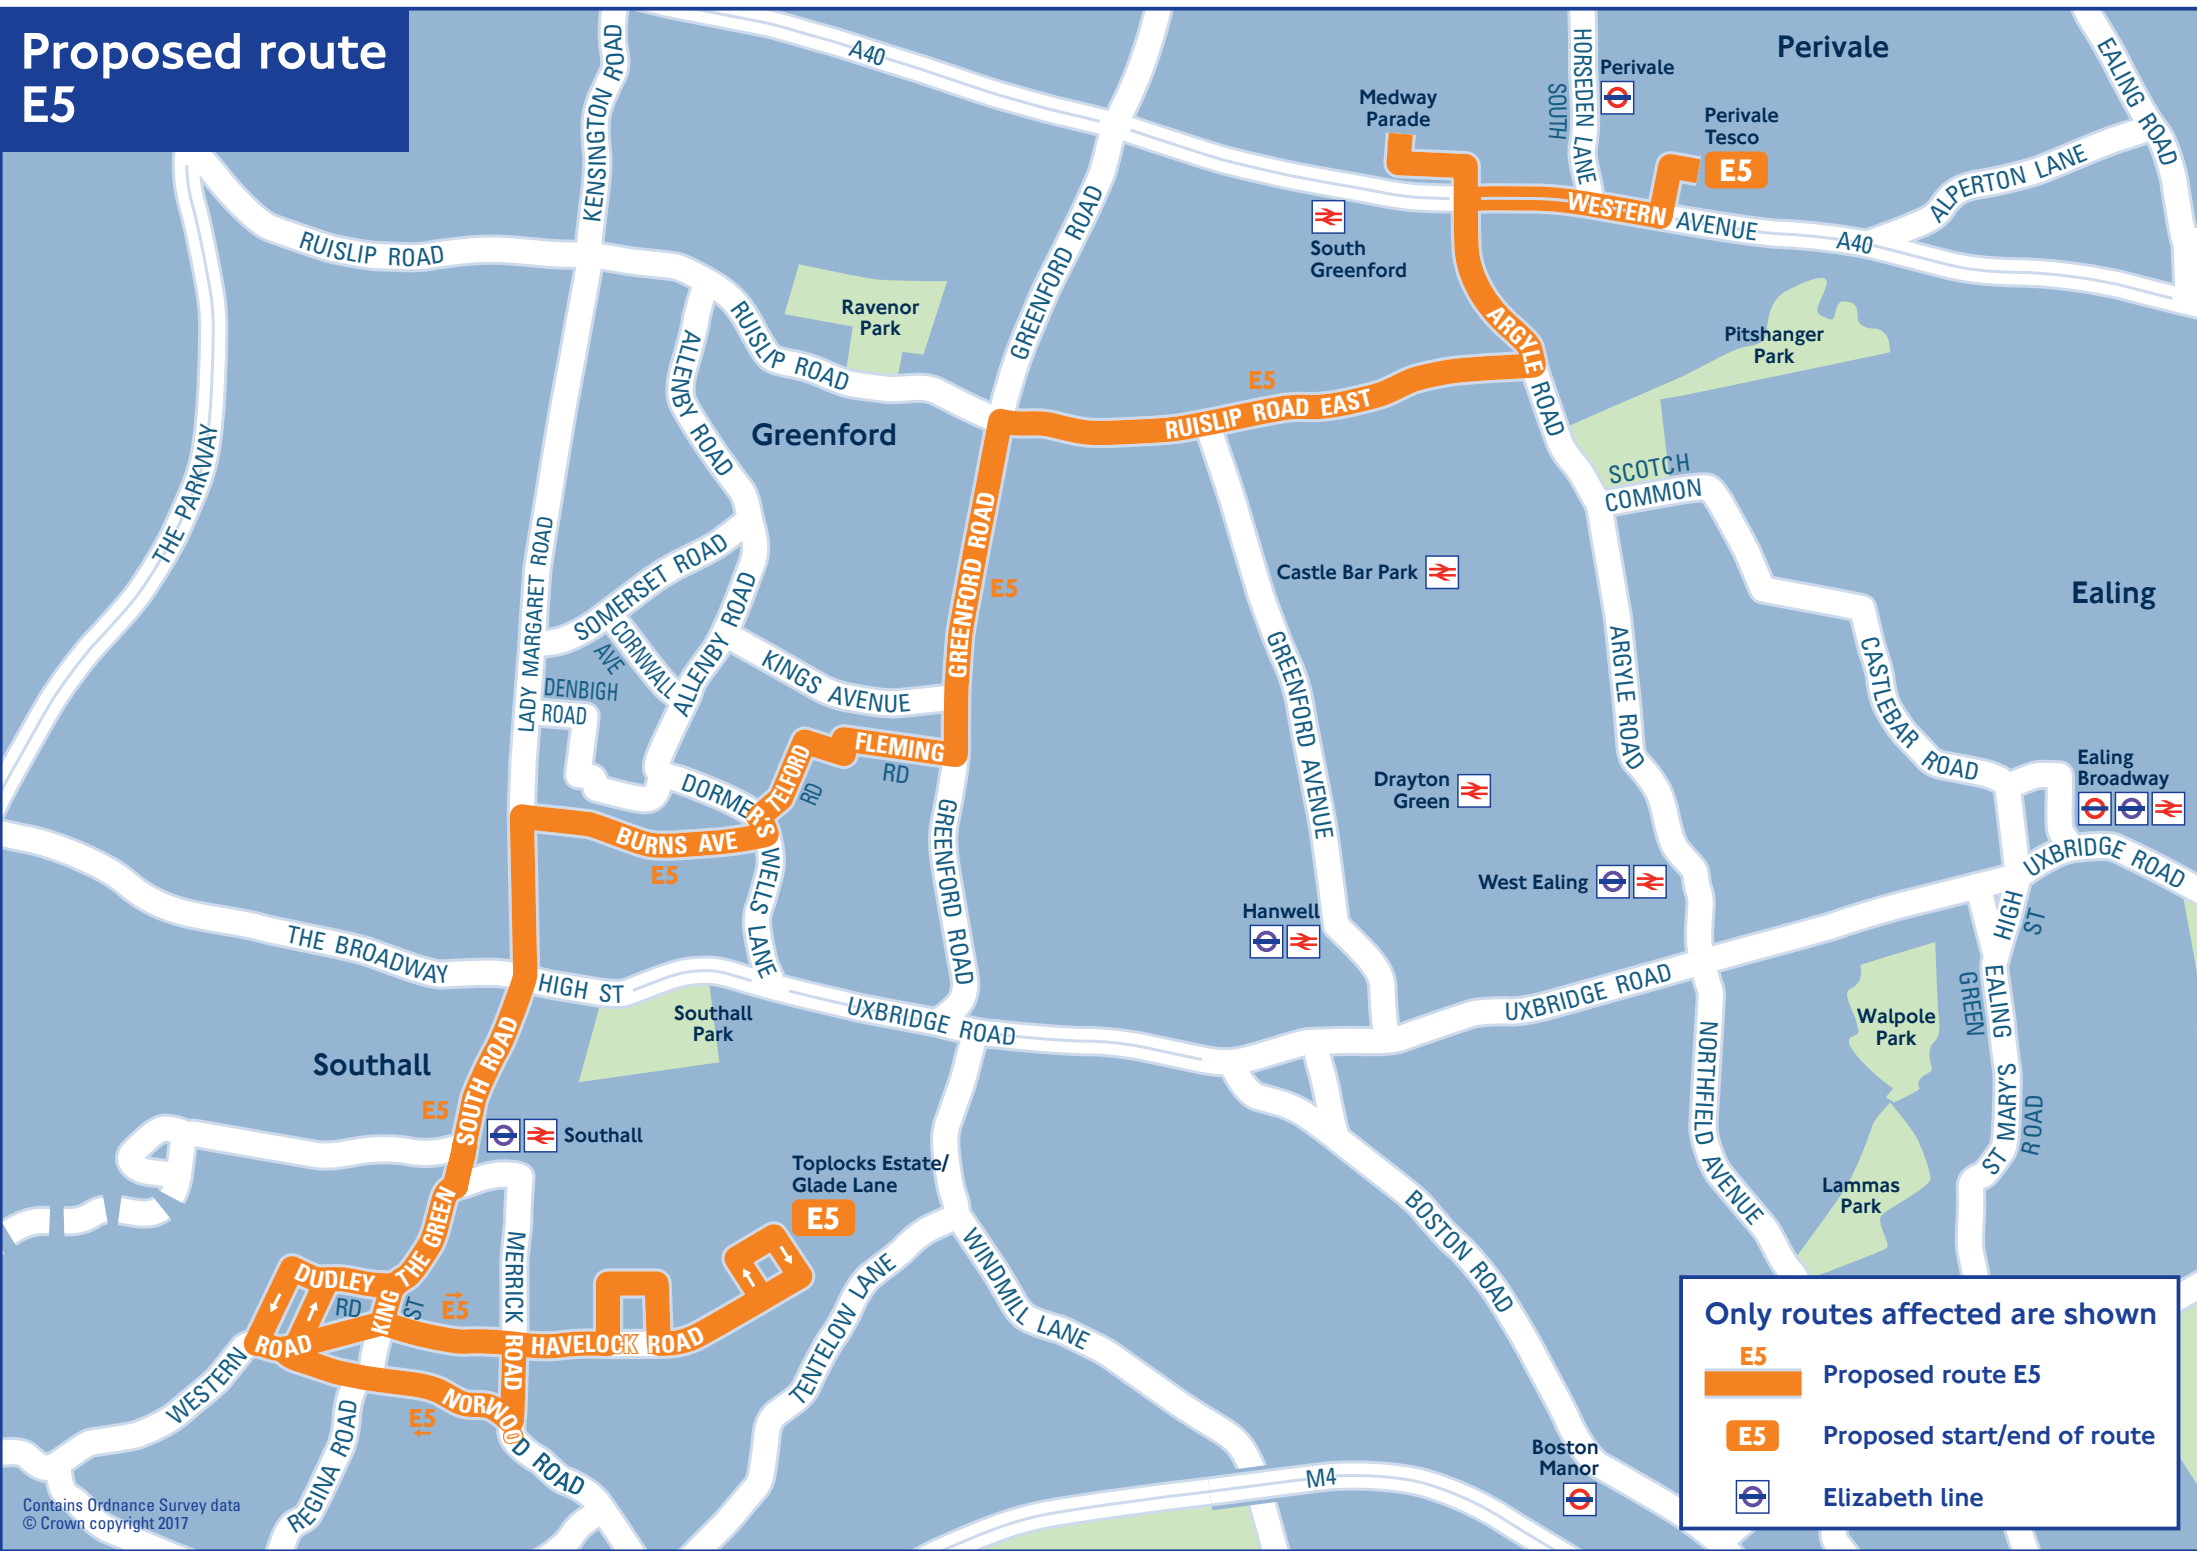 Proposed route
E5
KENSINGTON ROAD
A40
HORSEDEN LANE
SOUTH
Perivale
Perivale
EALING ROAD
Medway
Parade
Perivale
Tesco
E5
ALPERTON LANE
WESTERN AVENUE
A40
RUISLIP ROAD
GREENFORD ROAD
South
Greenford
Ravenor
Park
RUISLIP ROAD
ALLENBY ROAD
ARGYLE ROAD
Pitshanger
Park
E5
RUISLIP ROAD EAST
Greenford
THE PARKWAY
SCOTCH
COMMON
GREENFORD ROAD
E5
LADY MARGARET ROAD
SOMERSET ROAD
CORNWALL
AVE
ALLENBY ROAD
Castle Bar Park
Ealing
KINGS AVENUE
DENBIGH
ROAD
GREENFORD AVENUE
ARGYLE ROAD
CASTLEBAR ROAD
FLEMING
RD
TELFORD
RD
DORMER'S WELLS LANE
BURNS AVE
E5
Drayton
Green
Ealing
Broadway
GREENFORD ROAD
UXBRIDGE ROAD
West Ealing
Hanwell
HIGH
ST
THE BROADWAY
HIGH ST
UXBRIDGE ROAD
UXBRIDGE ROAD
EALING
GREEN
Southall
Park
Walpole
Park
Southall
SOUTH ROAD
E5
Southall
NORTHFIELD AVENUE
ST MARY'S
ROAD
Toplocks Estate/
Glade Lane
E5
Lammas
Park
THE GREEN
MERRICK ROAD
BOSTON ROAD
WINDMILL LANE
TENTELOW LANE
DUDLEY
RD
KING
ST
E5
HAVELOCK ROAD
WESTERN ROAD
NORWOOD ROAD
E5
REGINA ROAD
M4
Boston
Manor
Only routes affected are shown
E5
Proposed route E5
E5
Proposed start/end of route
Elizabeth line
Contains Ordnance Survey data
© Crown copyright 2017